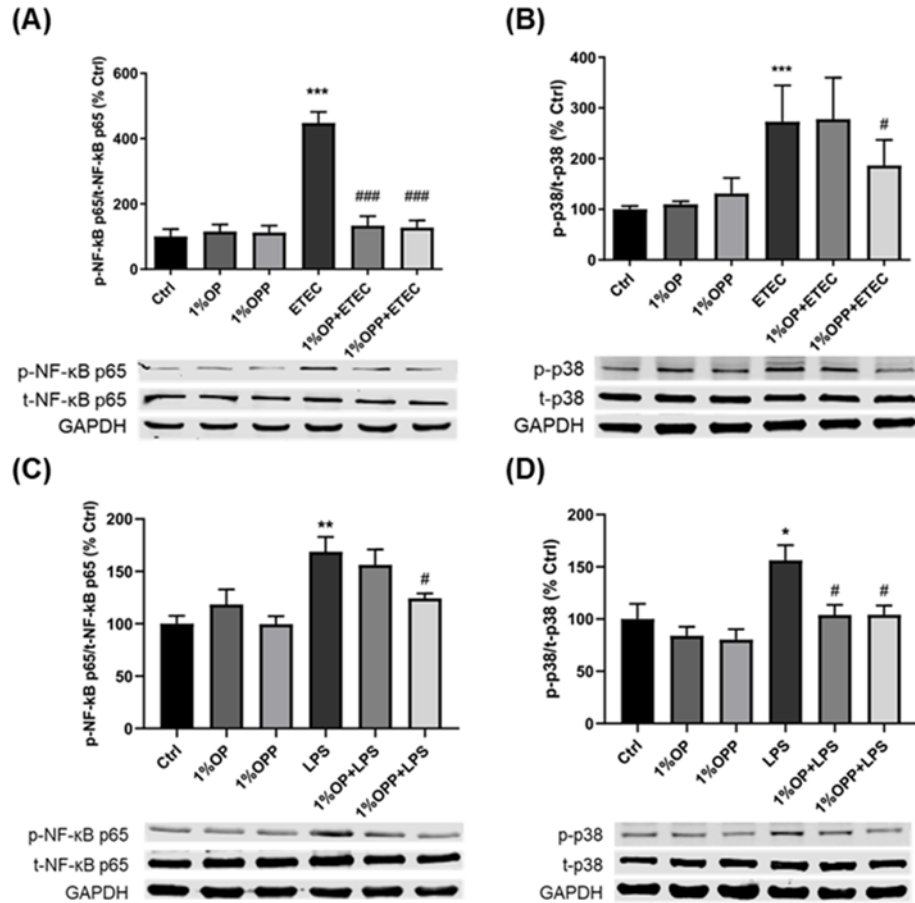 (A)
p-NF-kB p65/t-NF-kB p65 (% Ctrl)
600
400
200
0
***
###
###
Ctrl
1%OP
1%OPP
ETEC
1%OP+ETEC
1%OPP+ETEC
p-NF-κB p65
t-NF-κB p65
GAPDH
(B)
p-p38/t-p38 (% Ctrl)
400
300
200
100
0
***
#
Ctrl
1%OP
1%OPP
ETEC
1%OP+ETEC
1%OPP+ETEC
p-p38
t-p38
GAPDH
(C)
p-NF-kB p65/t-NF-kB p65 (% Ctrl)
200
150
100
50
0
**
#
Ctrl
1%OP
1%OPP
LPS
1%OP+LPS
1%OPP+LPS
p-NF-κB p65
t-NF-κB p65
GAPDH
(D)
p-p38/t-p38 (% Ctrl)
200
150
100
50
0
*
#
#
Ctrl
1%OP
1%OPP
LPS
1%OP+LPS
1%OPP+LPS
p-p38
t-p38
GAPDH